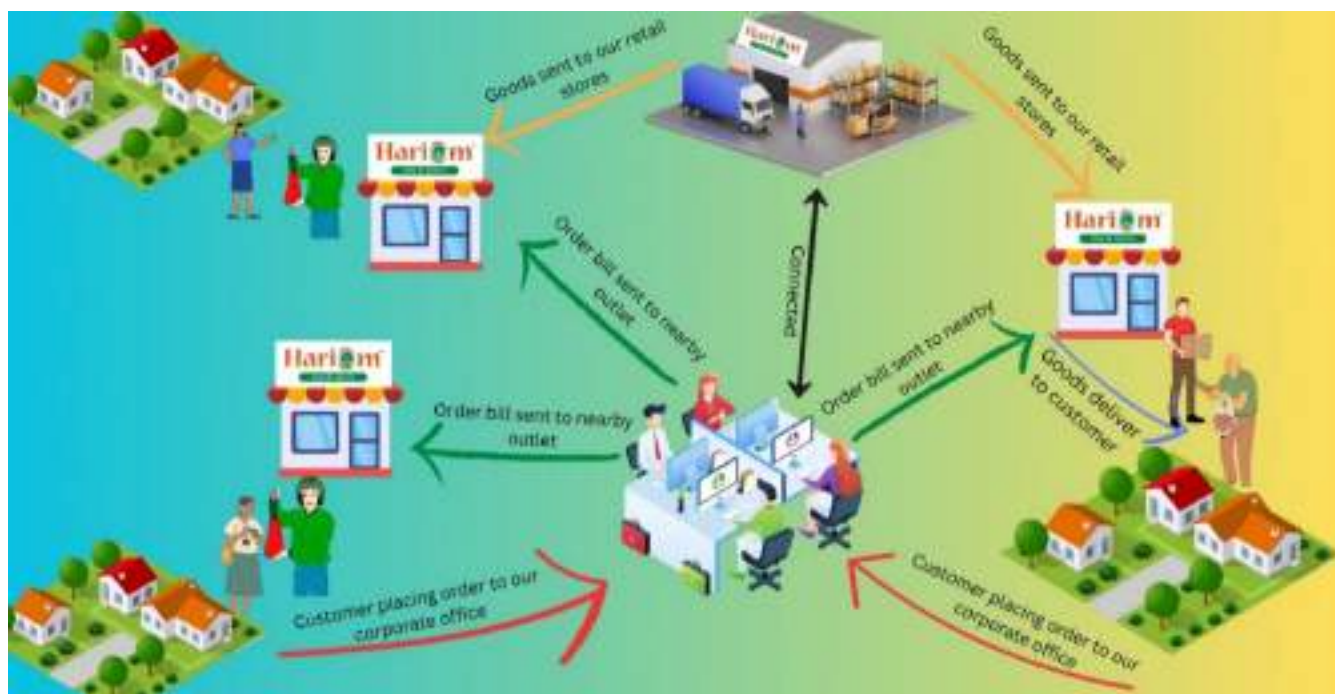 Hariom
Goods sent to our retail
stores
Goods sent to our retail
stores
Hariom
Hariom
Order bill sent to nearby
outlet
Connected
Order bill sent to nearby
outlet
Goods deliver
to customer
Hariom
Order bill sent to nearby
outlet
Customer placing order to our
corporate office
Customer placing order to our
corporate office